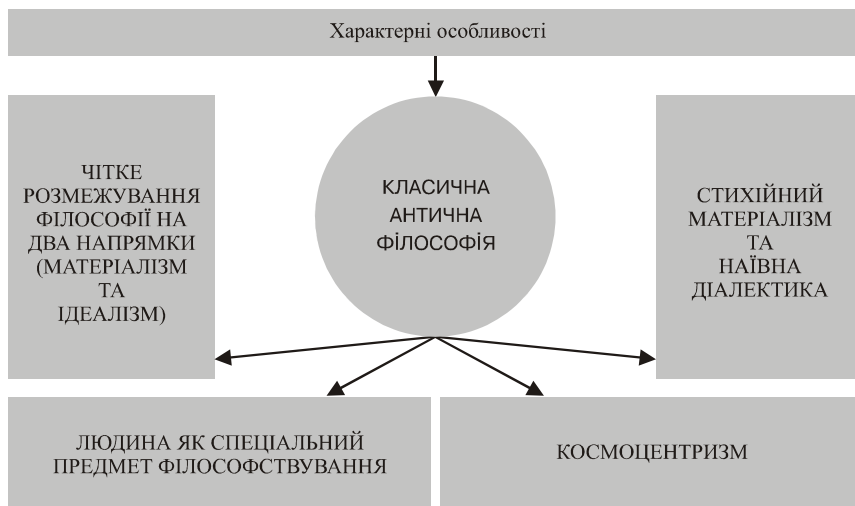 Характерні особливості
ЧІТКЕ
РОЗМЕЖУВАННЯ
ФІЛОСОФІЇ НА
ДВА НАПРЯМКИ
(МАТЕРІАЛІЗМ
ТА
ІДЕАЛІЗМ)
КЛАСИЧНА
АНТИЧНА
ФІЛОСОФІЯ
СТИХІЙНИЙ
МАТЕРІАЛІЗМ
ТА
НАЇВНА
ДІАЛЕКТИКА
ЛЮДИНА ЯК СПЕЦІАЛЬНИЙ
ПРЕДМЕТ ФІЛОСОФСТВУВАННЯ
КОСМОЦЕНТРИЗМ